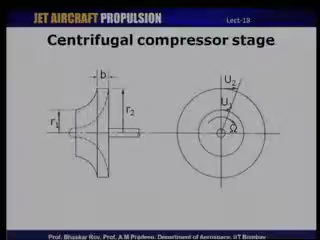 JET AIRCRAFT PROPULSION
Lect-18
Centrifugal compressor stage
b
r1
r2
U2
U1
Ω
Prof. Bhaskar Roy, Prof. A M Pradeep, Department of Aerospace, IIT Bombay